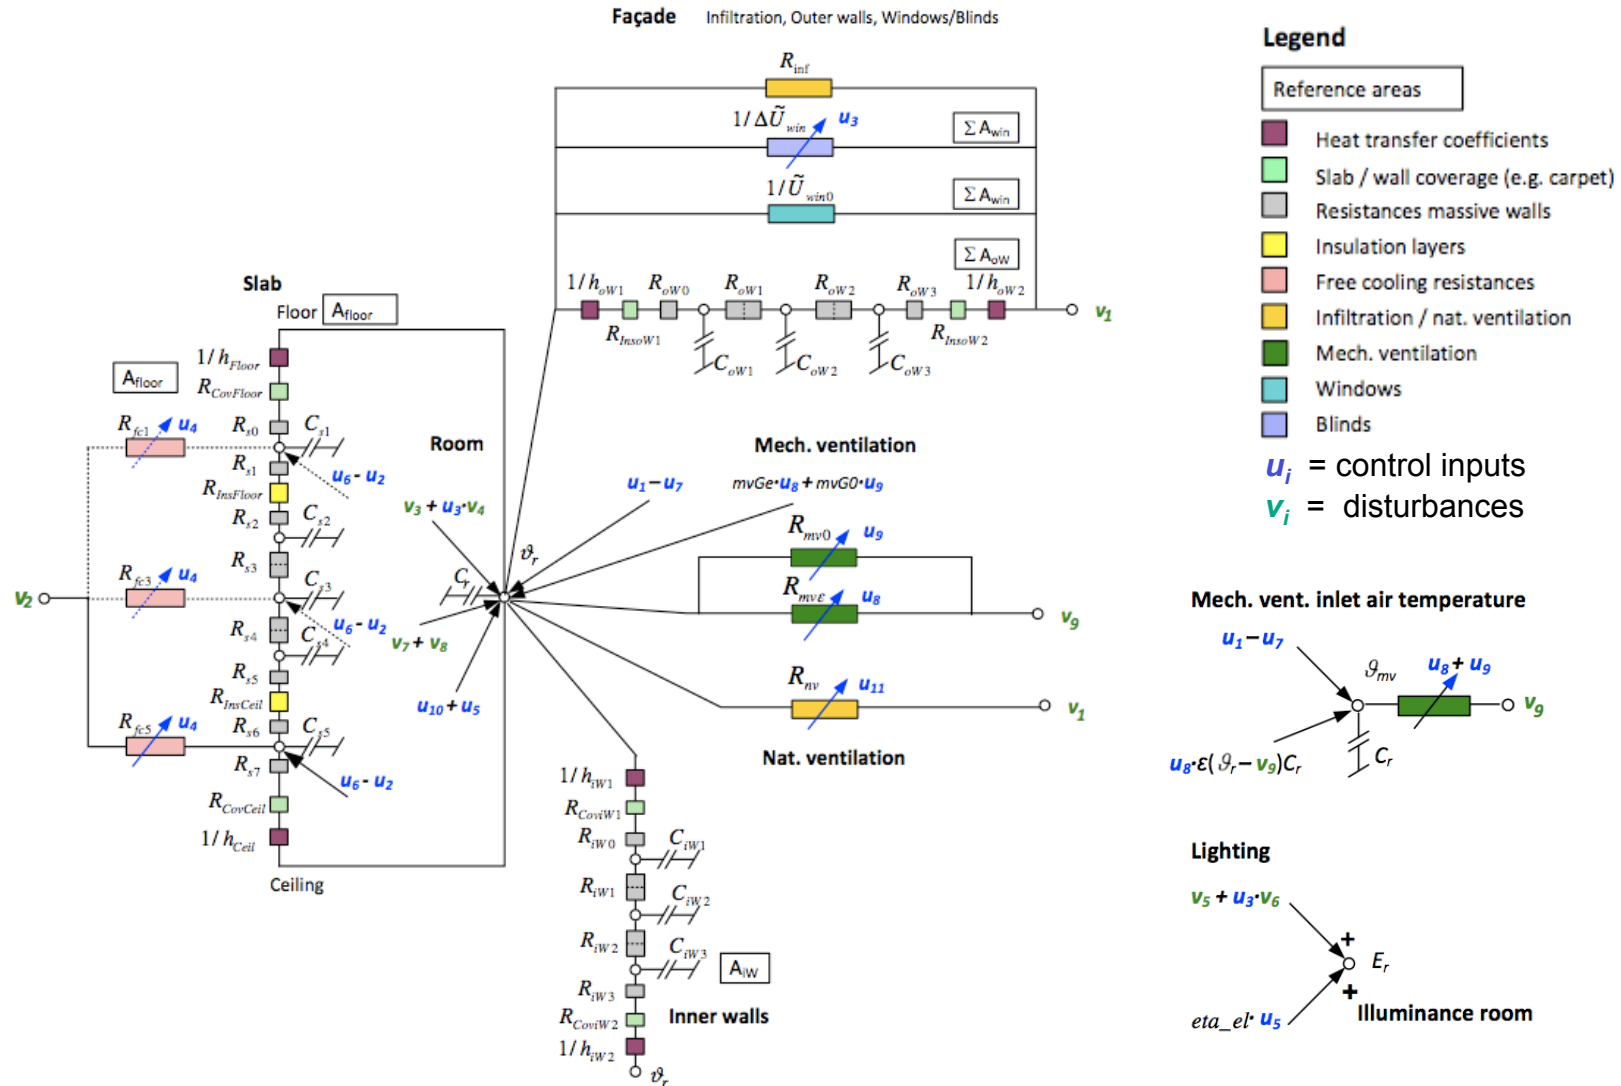 Façade Infiltration, Outer walls, Windows/Blinds
R_inf
1/ΔŨ_win u_3
Σ A_win
1/Ũ_win0
Σ A_win
Σ A_oW
1/h_oW1 R_oW0 R_oW1 R_oW2 R_oW3 1/h_oW2
R_InsoW1 R_InsoW2
v_1
C_oW1 C_oW2 C_oW3
Legend
Reference areas
Heat transfer coefficients
Slab / wall coverage (e.g. carpet)
Resistances massive walls
Insulation layers
Free cooling resistances
Infiltration / nat. ventilation
Mech. ventilation
Windows
Blinds
u_i = control inputs
v_i = disturbances
Slab
Floor A_floor
1/h_Floor
A_floor
R_CovFloor
R_fc1 u_4
R_s0 C_s1
R_s1
u_6 - u_2
R_InsFloor
R_s2 C_s2
R_s3
R_fc3 u_4
C_s3
v_2
R_s4
u_6 - u_2
C_s4
R_s5
R_InsCeil
R_fc5 u_4
R_s6 C_s5
R_s7
u_6 - u_2
R_CovCeil
1/h_Ceil
Ceiling
Room
v_3 + u_3·v_4
ϑ_r
C_r
v_7 + v_8
u_10 + u_5
Mech. ventilation
u_1 – u_7
mvGe·u_8 + mvG0·u_9
R_mv0 u_9
R_mvε u_8
v_9
R_nv u_11
v_1
Nat. ventilation
1/h_iW1
R_CoviW1
R_iW0 C_iW1
R_iW1
C_iW2
R_iW2
C_iW3
A_iW
R_iW3
R_CoviW2
Inner walls
1/h_iW2
ϑ_r
Mech. vent. inlet air temperature
u_1 – u_7
ϑ_mv
u_8 + u_9
v_9
u_8·ε(ϑ_r – v_9)C_r
C_r
Lighting
v_5 + u_3·v_6
+
E_r
+
Illuminance room
eta_el· u_5